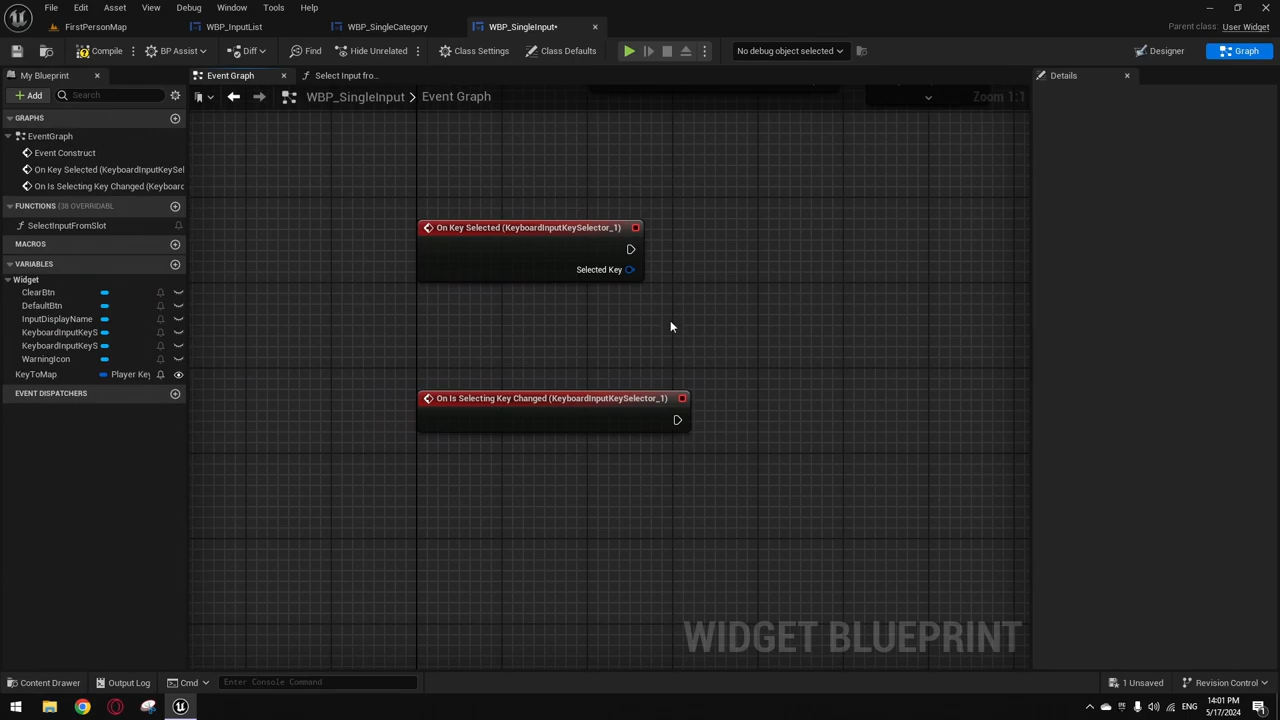 File Edit Asset View Debug Window Tools Help
FirstPersonMap WBP_InputList WBP_SingleCategory WBP_SingleInput*
Parent class: User Widget
Compile BP Assist Diff Find Hide Unrelated Class Settings Class Defaults No debug object selected Designer Graph
My Blueprint Event Graph Select Input fro... Details
Add Search WBP_SingleInput Event Graph Zoom 1:1
GRAPHS
EventGraph
Event Construct
On Key Selected (KeyboardInputKeySel
On Is Selecting Key Changed (Keyboard
FUNCTIONS (38 OVERRIDABL
SelectInputFromSlot
MACROS
VARIABLES
Widget
ClearBtn
DefaultBtn
InputDisplayName
KeyboardInputKeyS
KeyboardInputKeyS
WarningIcon
KeyToMap Player Key
EVENT DISPATCHERS
On Key Selected (KeyboardInputKeySelector_1)
Selected Key
On Is Selecting Key Changed (KeyboardInputKeySelector_1)
WIDGET BLUEPRINT
Content Drawer Output Log Cmd Enter Console Command 1 Unsaved Revision Control
ENG 14:01 PM
5/17/2024